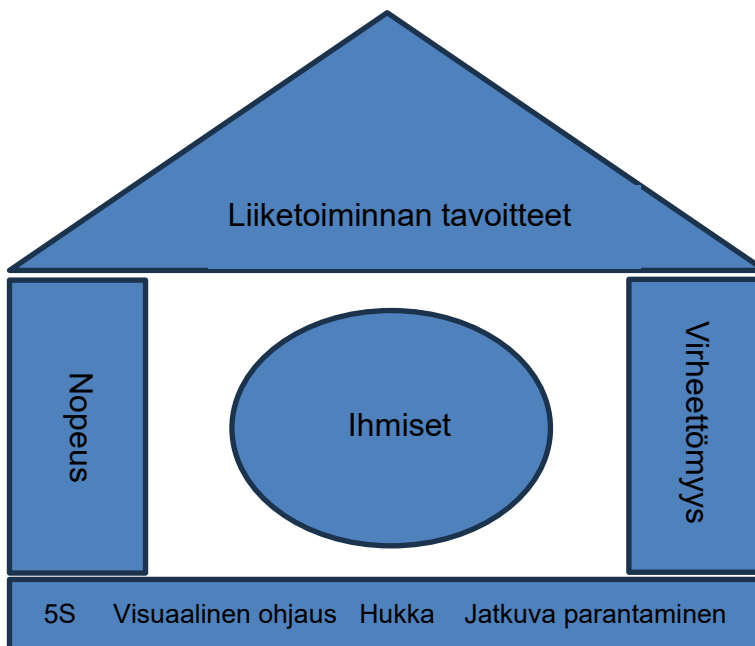 Liiketoiminnan tavoitteet
Nopeus
Ihmiset
Virheettömyys
5S Visuaalinen ohjaus Hukka Jatkuva parantaminen